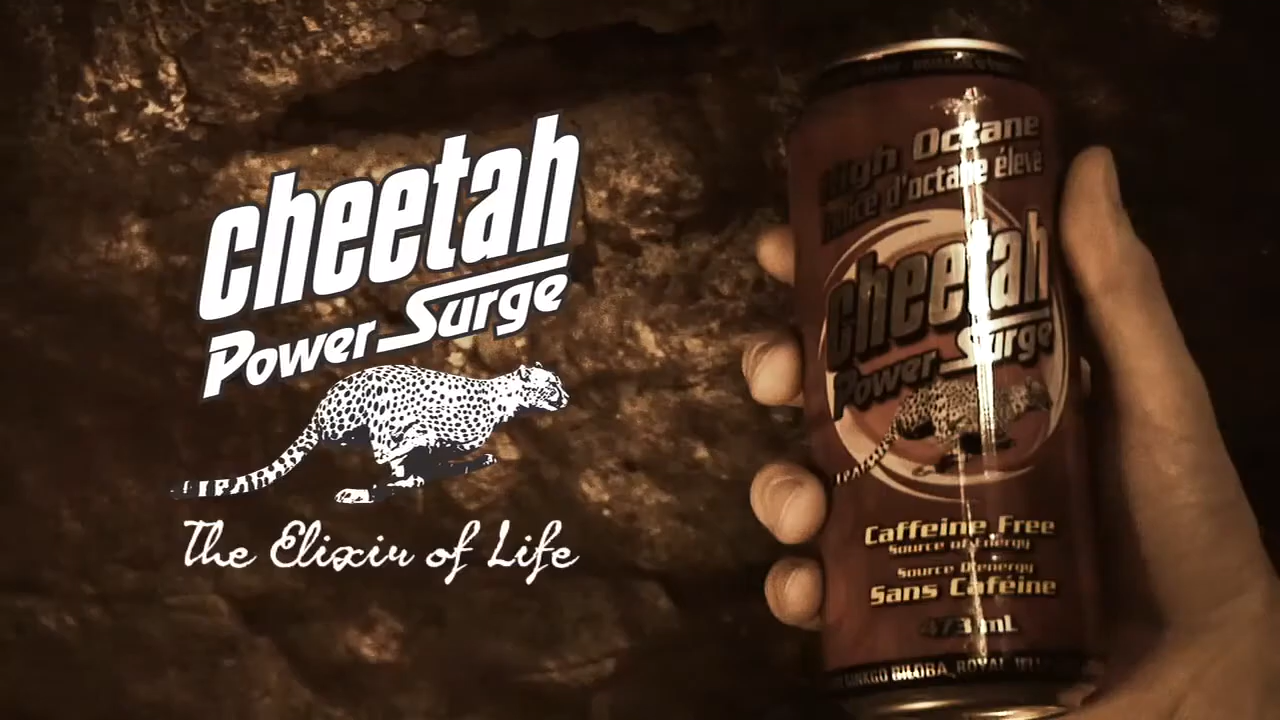 cheetah
Power Surge
The Elixir of Life
High Octane
d'octane élevé
cheetah
Power Surge
Caffeine Free
Source of Energy
Source D'energy
Sans Caféine
473 mL
GINKGO BILOBA, ROYAL